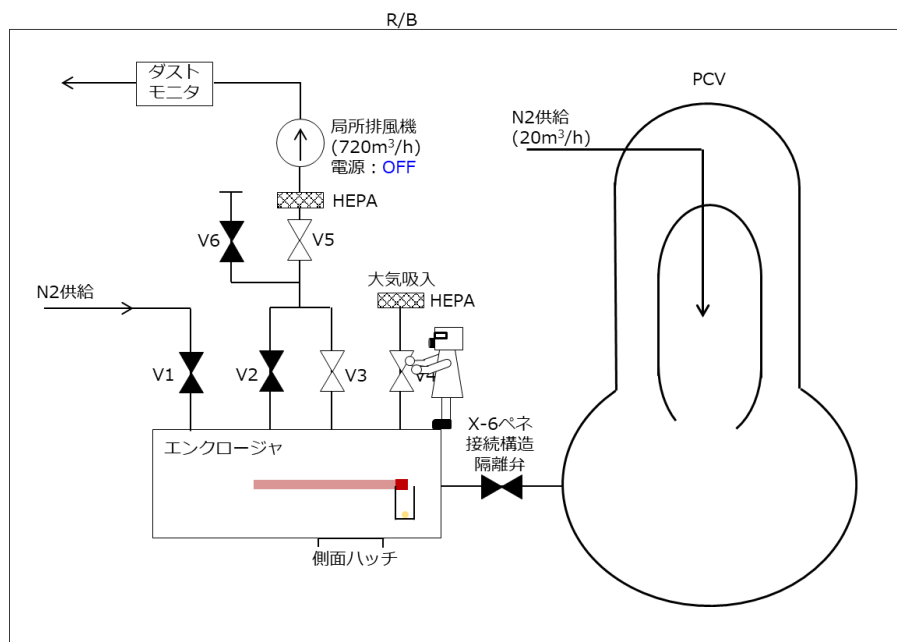 R/B
ダスト
モニタ
局所排風機
(720m³/h)
電源：OFF
HEPA
V6
V5
N2供給
大気吸入
HEPA
V1
V2
V3
V4
エンクロージャ
側面ハッチ
X-6ペネ
接続構造
隔離弁
PCV
N2供給
(20m³/h)